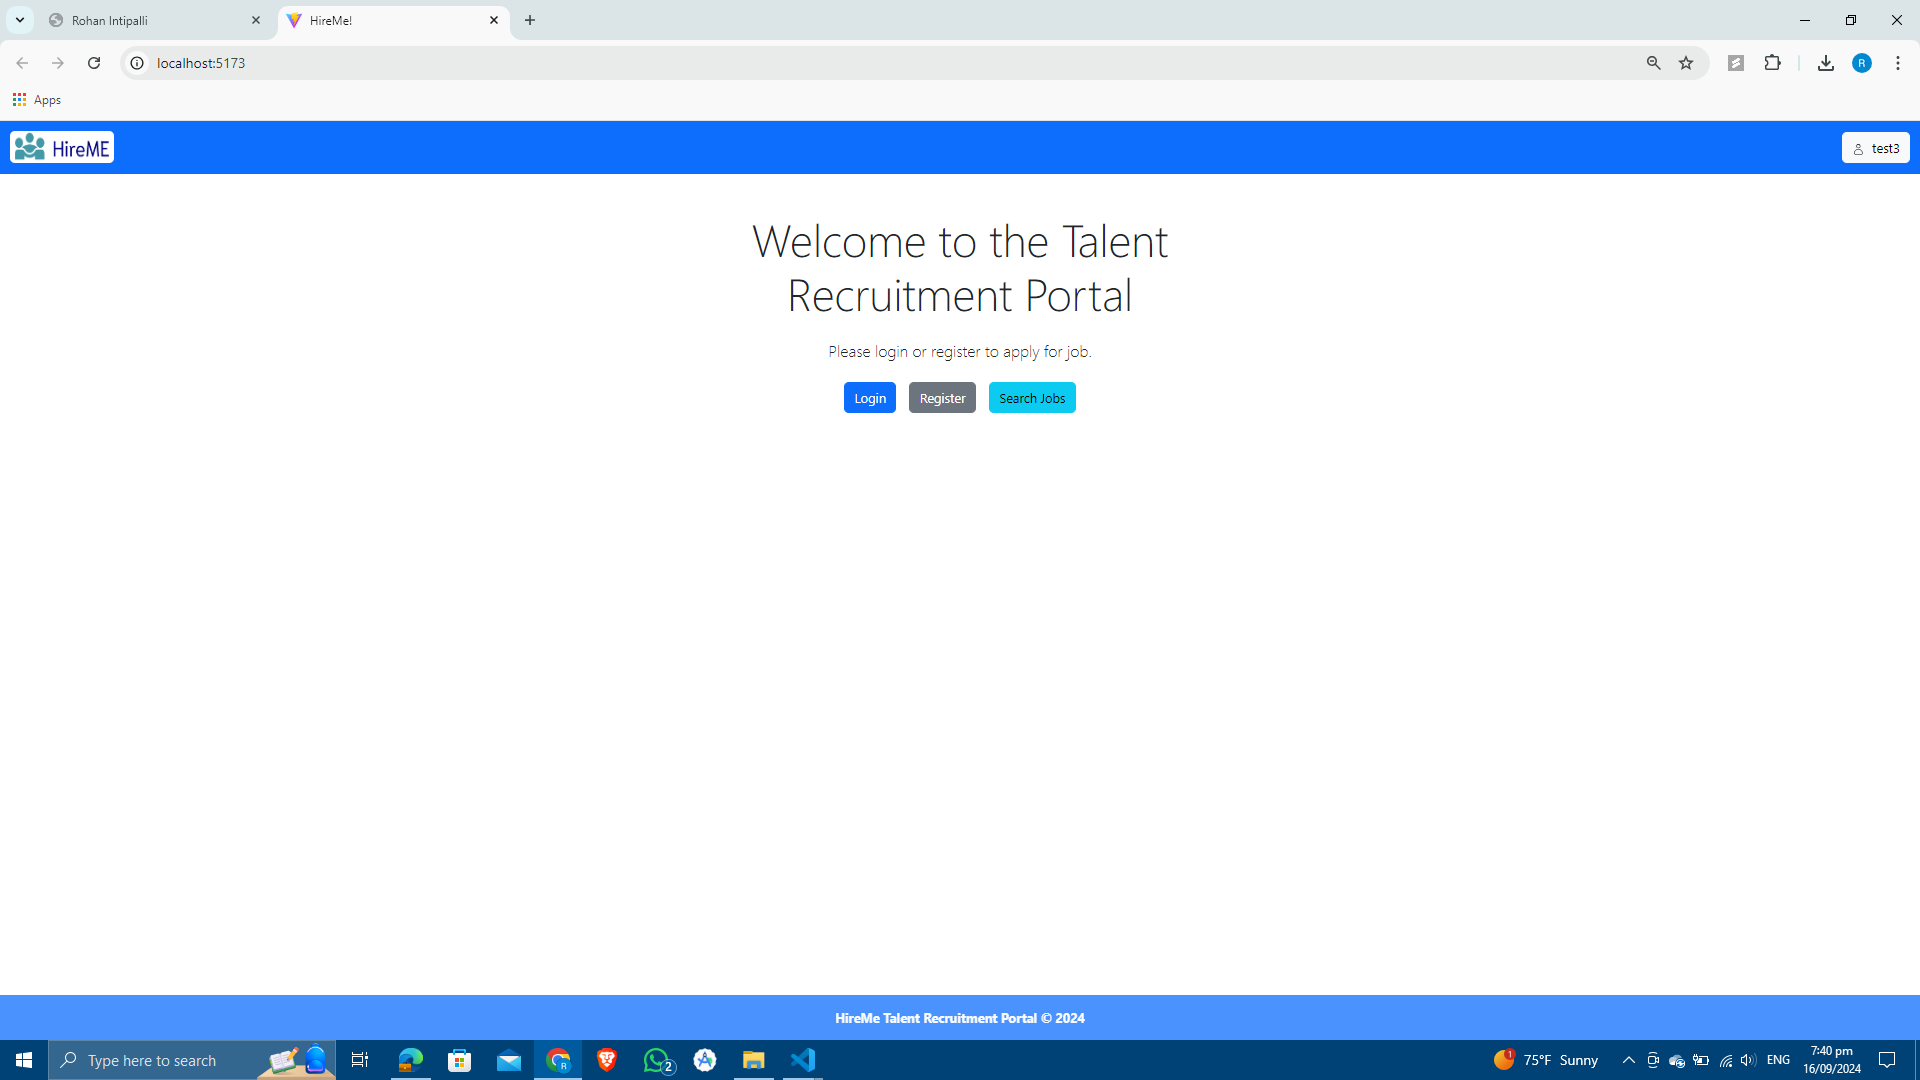 Rohan Intipalli
HireMe!
localhost:5173
R
Apps
HireME
test3
Welcome to the Talent
Recruitment Portal
Please login or register to apply for job.
Login
Register
Search Jobs
HireMe Talent Recruitment Portal © 2024
Type here to search
R
2
1
75°F Sunny
ENG
7:40 pm
16/09/2024